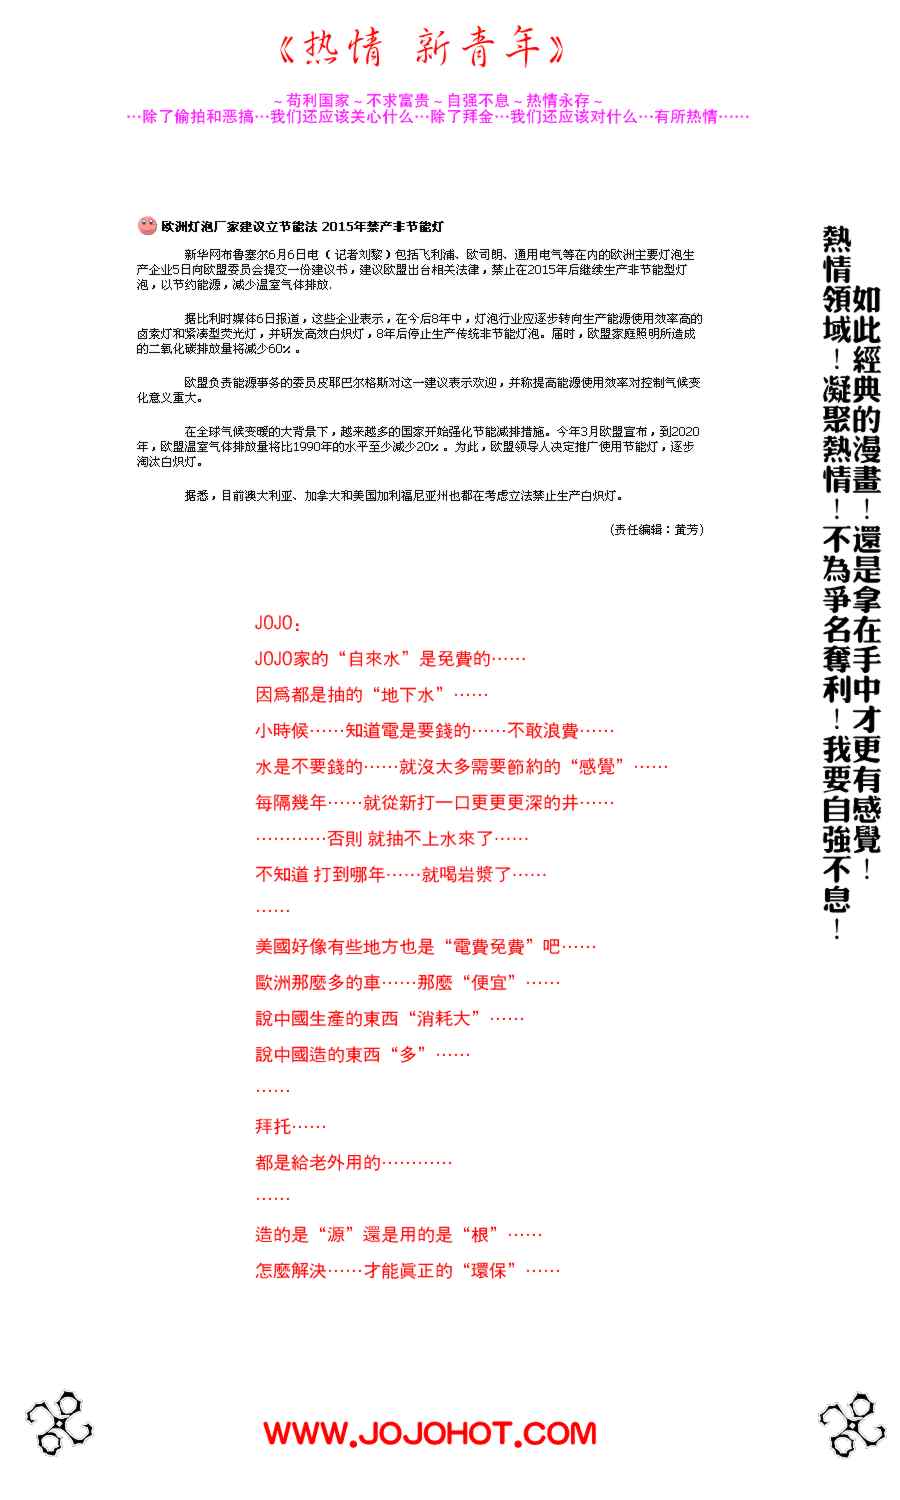 《热情 新青年》
～苟利国家～不求富贵～自强不息～热情永存～
…除了偷拍和恶搞…我们还应该关心什么…除了拜金…我们还应该对什么…有所热情……
欧洲灯泡厂家建议立节能法 2015年禁产非节能灯
新华网布鲁塞尔6月6日电（记者刘黎）包括飞利浦、欧司朗、通用电气等在内的欧洲主要灯泡生
产企业5日向欧盟委员会提交一份建议书，建议欧盟出台相关法律，禁止在2015年后继续生产非节能型灯
泡，以节约能源，减少温室气体排放.
据比利时媒体6日报道，这些企业表示，在今后8年中，灯泡行业应逐步转向生产能源使用效率高的
卤素灯和紧凑型荧光灯，并研发高效白炽灯，8年后停止生产传统非节能灯泡。届时，欧盟家庭照明所造成
的二氧化碳排放量将减少60%。
欧盟负责能源事务的委员皮耶巴尔格斯对这一建议表示欢迎，并称提高能源使用效率对控制气候变
化意义重大。
在全球气候变暖的大背景下，越来越多的国家开始强化节能减排措施。今年3月欧盟宣布，到2020
年，欧盟温室气体排放量将比1990年的水平至少减少20%。为此，欧盟领导人决定推广使用节能灯，逐步
淘汰白炽灯。
据悉，目前澳大利亚、加拿大和美国加利福尼亚州也都在考虑立法禁止生产白炽灯。
(责任编辑：黄芳)
如此經典的漫畫！還是拿在手中才更有感覺！
熱情領域！凝聚熱情！不為爭名奪利！我要自強不息！
JOJO：
JOJO家的“自來水”是免費的……
因爲都是抽的“地下水”……
小時候……知道電是要錢的……不敢浪費……
水是不要錢的……就沒太多需要節約的“感覺”……
每隔幾年……就從新打一口更更更深的井……
…………否則 就抽不上水來了……
不知道 打到哪年……就喝岩漿了……
……
美國好像有些地方也是“電費免費”吧……
歐洲那麼多的車……那麼“便宜”……
說中國生產的東西“消耗大”……
說中國造的東西“多”……
……
拜托……
都是給老外用的…………
……
造的是“源”還是用的是“根”……
怎麼解決……才能眞正的“環保”……
WWW.JOJOHOT.COM